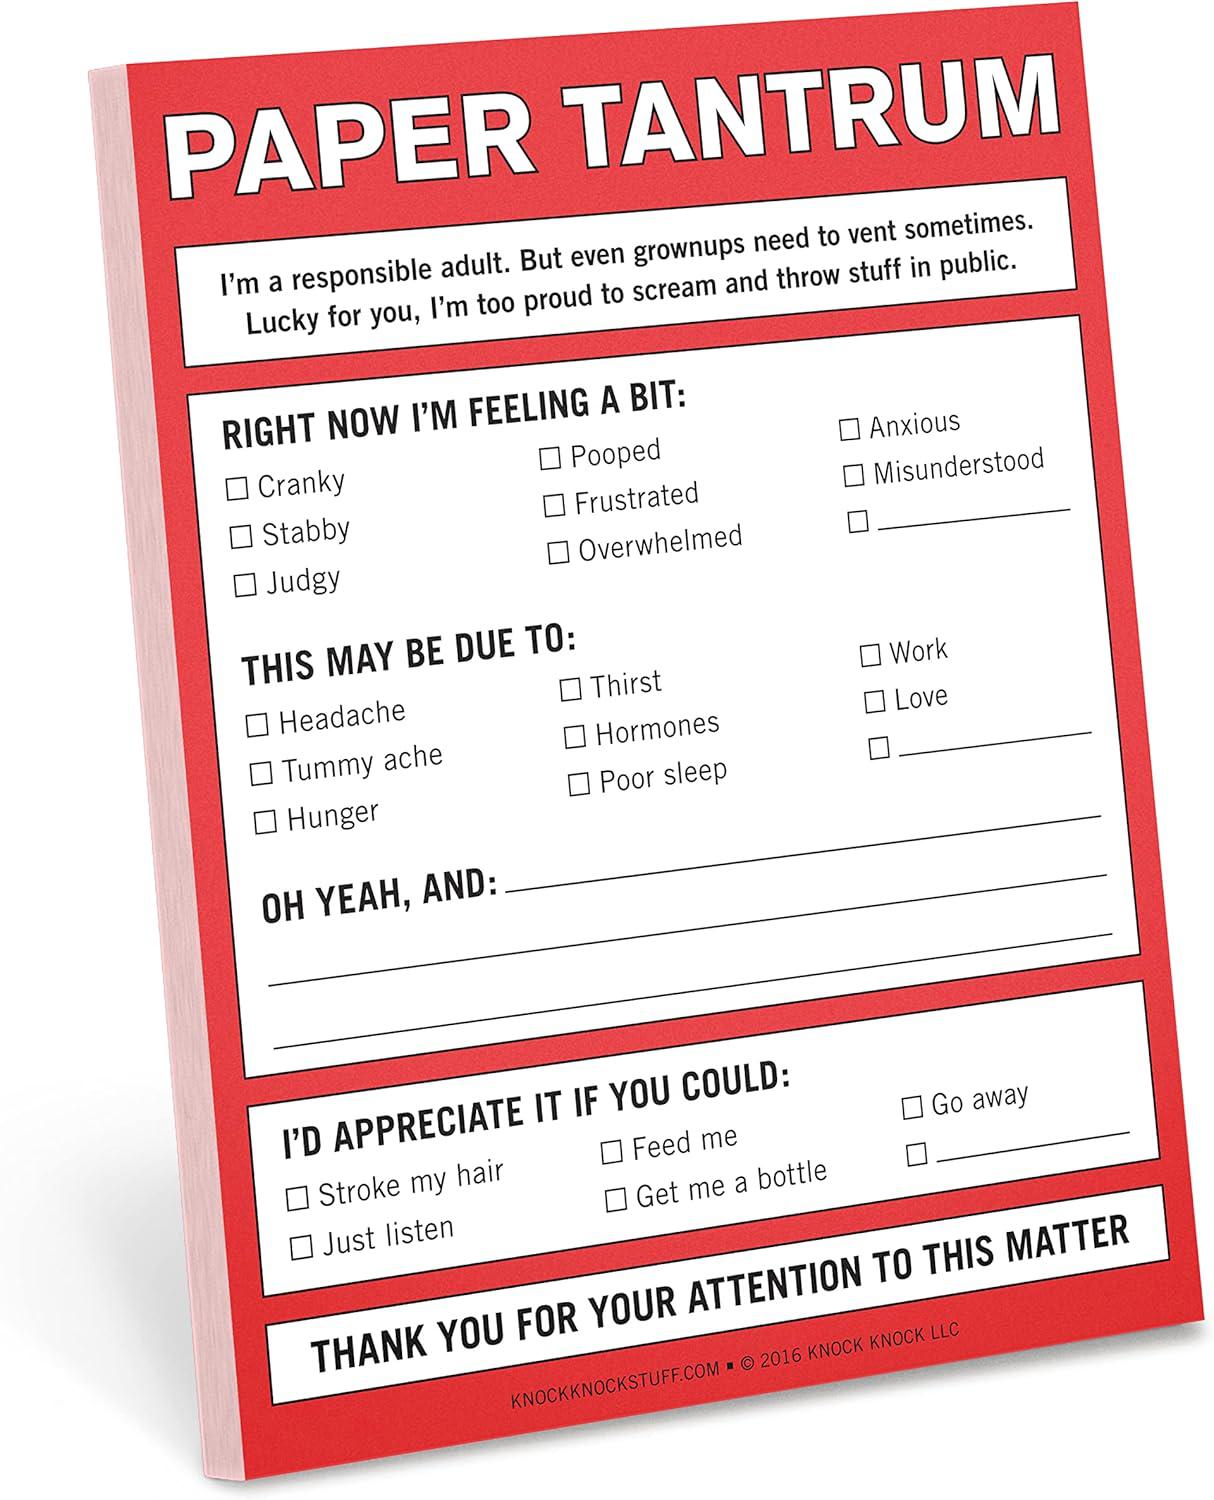 PAPER TANTRUM
I'm a responsible adult. But even grownups need to vent sometimes.
Lucky for you, I'm too proud to scream and throw stuff in public.
RIGHT NOW I'M FEELING A BIT:
Cranky
Stabby
Judgy
Pooped
Frustrated
Overwhelmed
Anxious
Misunderstood
THIS MAY BE DUE TO:
Headache
Tummy ache
Hunger
Thirst
Hormones
Poor sleep
Work
Love
OH YEAH, AND:
I'D APPRECIATE IT IF YOU COULD:
Stroke my hair
Just listen
Feed me
Get me a bottle
Go away
THANK YOU FOR YOUR ATTENTION TO THIS MATTER
KNOCKKNOCKSTUFF.COM ▪ © 2016 KNOCK KNOCK LLC